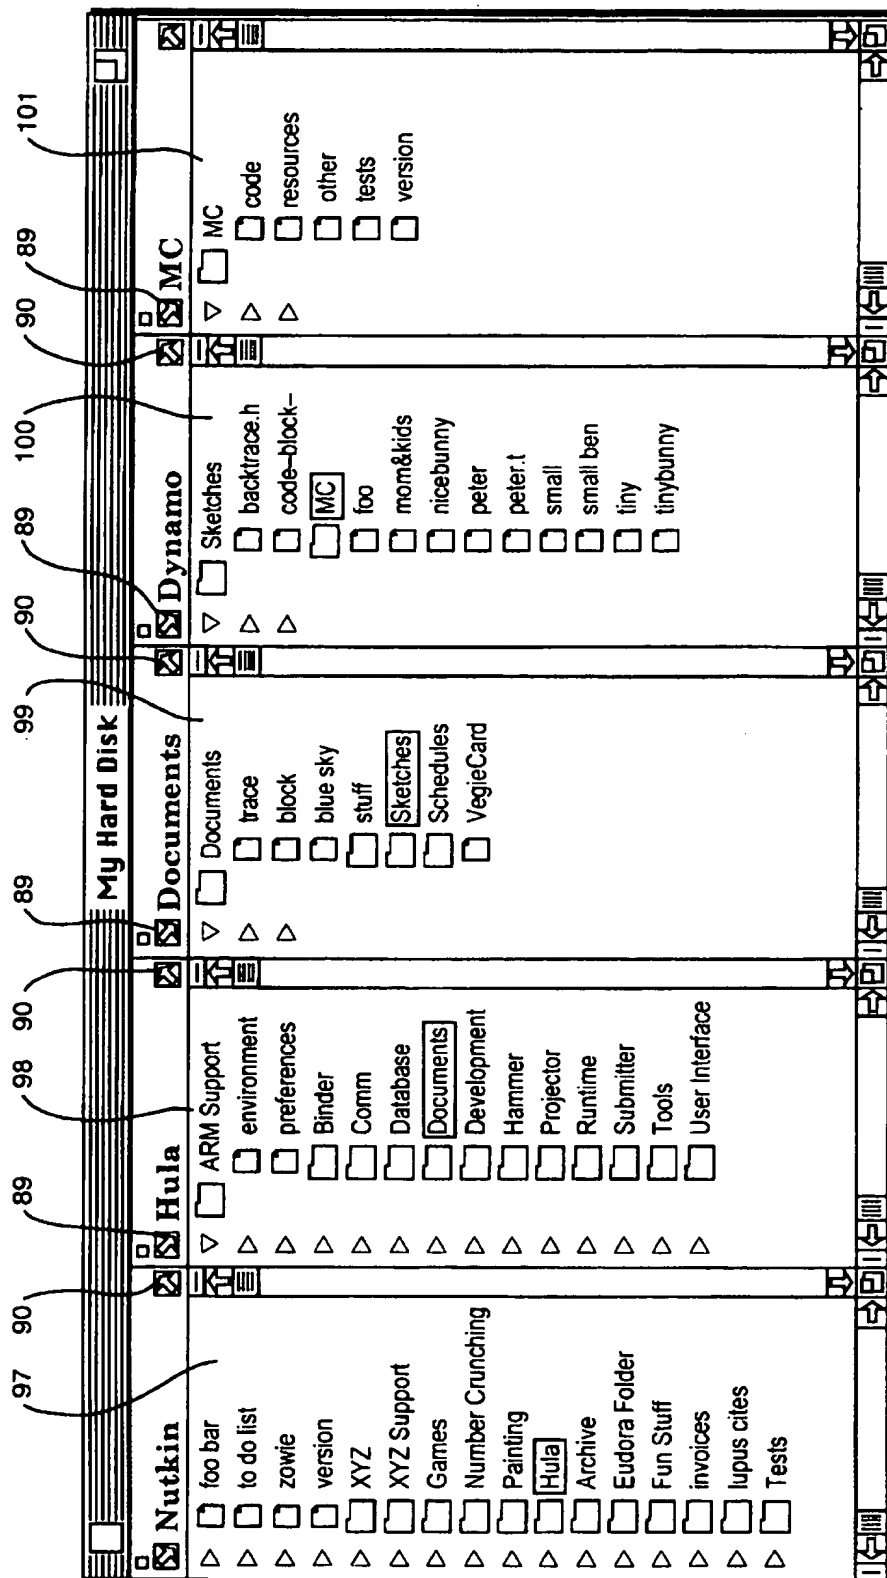 97
90
89
98
90
89
99
90
89
100
90
89
101
My Hard Disk
Nutkin
foo bar
to do list
zowie
version
XYZ
XYZ Support
Games
Number Crunching
Painting
Hula
Archive
Eudora Folder
Fun Stuff
invoices
lupus cites
Tests
Hula
ARM Support
environment
preferences
Binder
Comm
Database
Documents
Development
Hammer
Projector
Runtime
Submitter
Tools
User Interface
Documents
Documents
trace
block
blue sky
stuff
Sketches
Schedules
VegieCard
Dynamo
Sketches
backtrace.h
code–block–
MC
foo
mom&kids
nicebunny
peter
peter.t
small
small ben
tiny
tinybunny
MC
MC
code
resources
other
tests
version